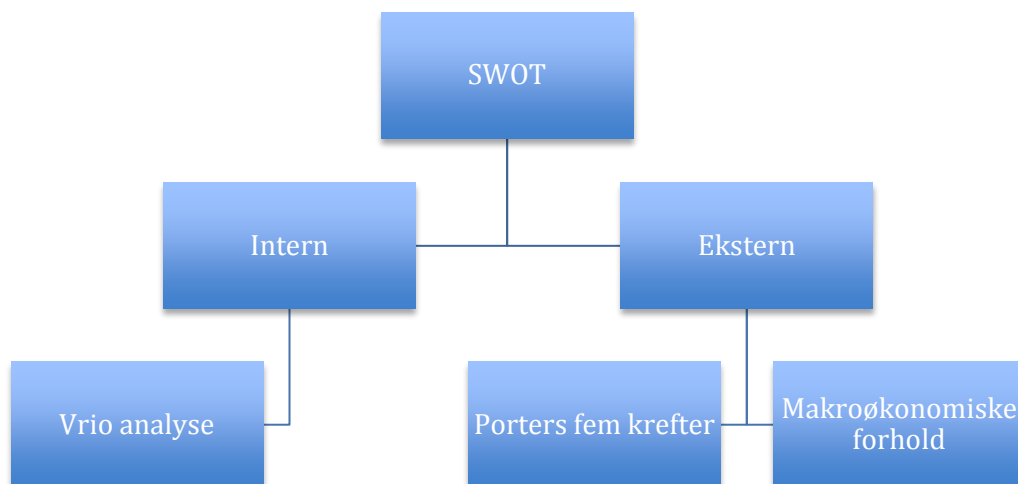 SWOT
Intern
Ekstern
Vrio analyse
Porters fem krefter
Makroøkonomiske
forhold